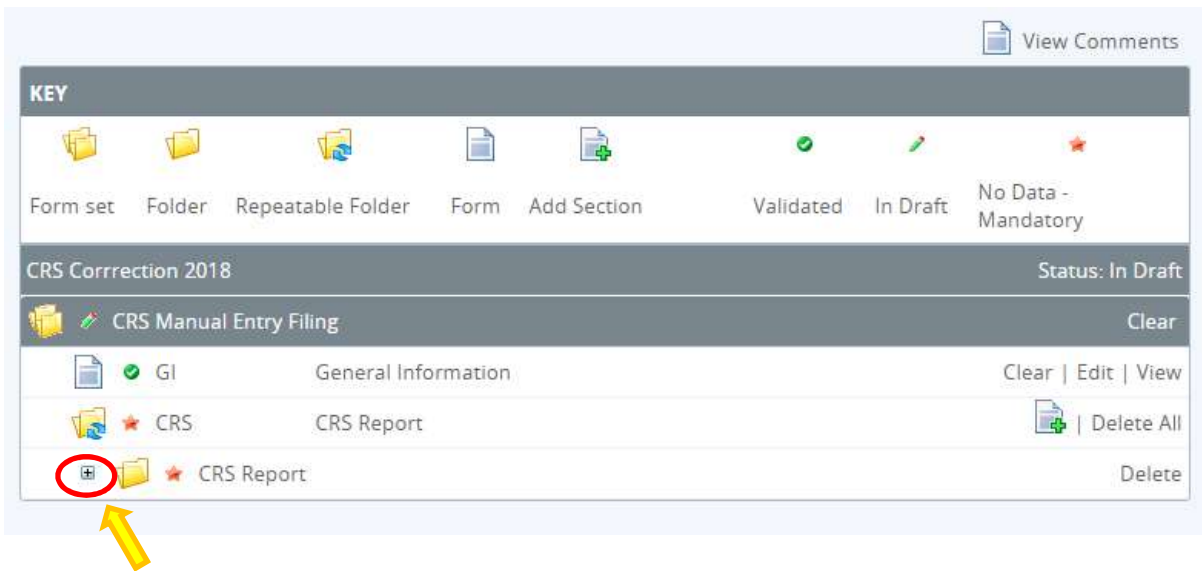 View Comments
KEY
Form set Folder Repeatable Folder Form Add Section Validated In Draft No Data - Mandatory
CRS Corrrection 2018 Status: In Draft
CRS Manual Entry Filing Clear
GI General Information Clear | Edit | View
CRS CRS Report | Delete All
CRS Report Delete